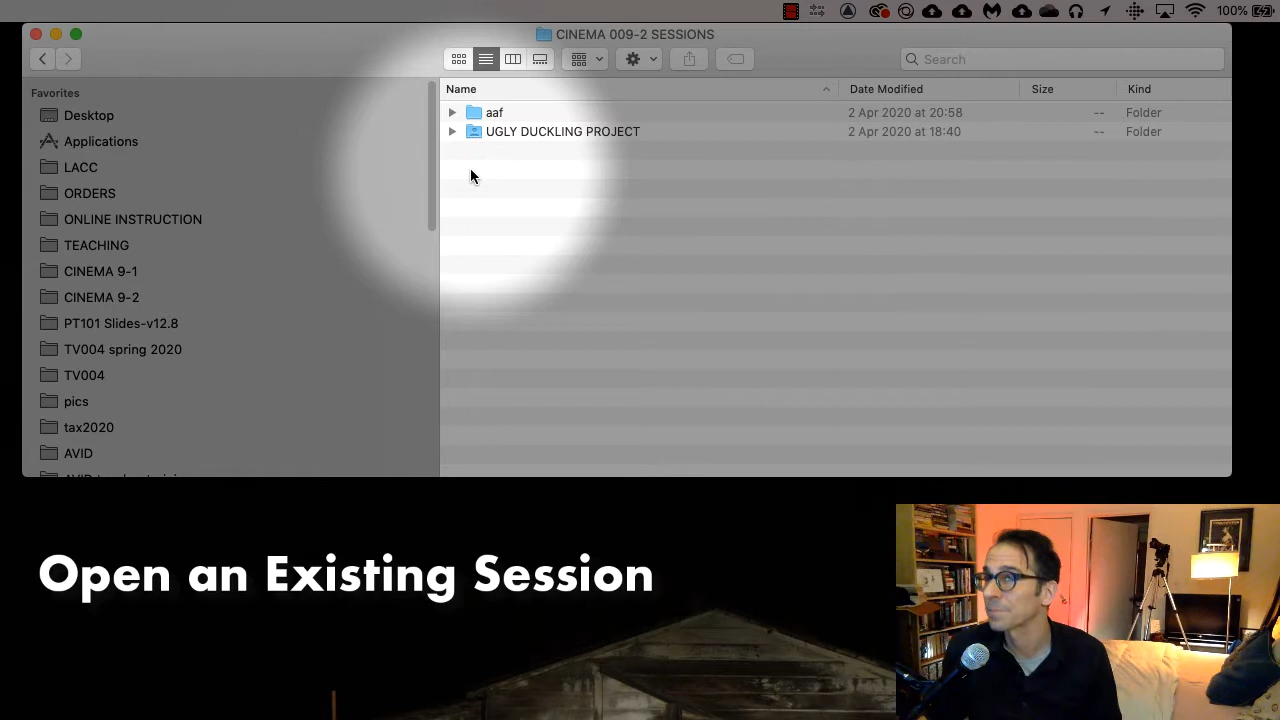 100%
CINEMA 009-2 SESSIONS
Search
Favorites
Desktop
Applications
LACC
ORDERS
ONLINE INSTRUCTION
TEACHING
CINEMA 9-1
CINEMA 9-2
PT101 Slides-v12.8
TV004 spring 2020
TV004
pics
tax2020
AVID
Name Date Modified Size Kind
aaf 2 Apr 2020 at 20:58 -- Folder
UGLY DUCKLING PROJECT 2 Apr 2020 at 18:40 -- Folder
Open an Existing Session